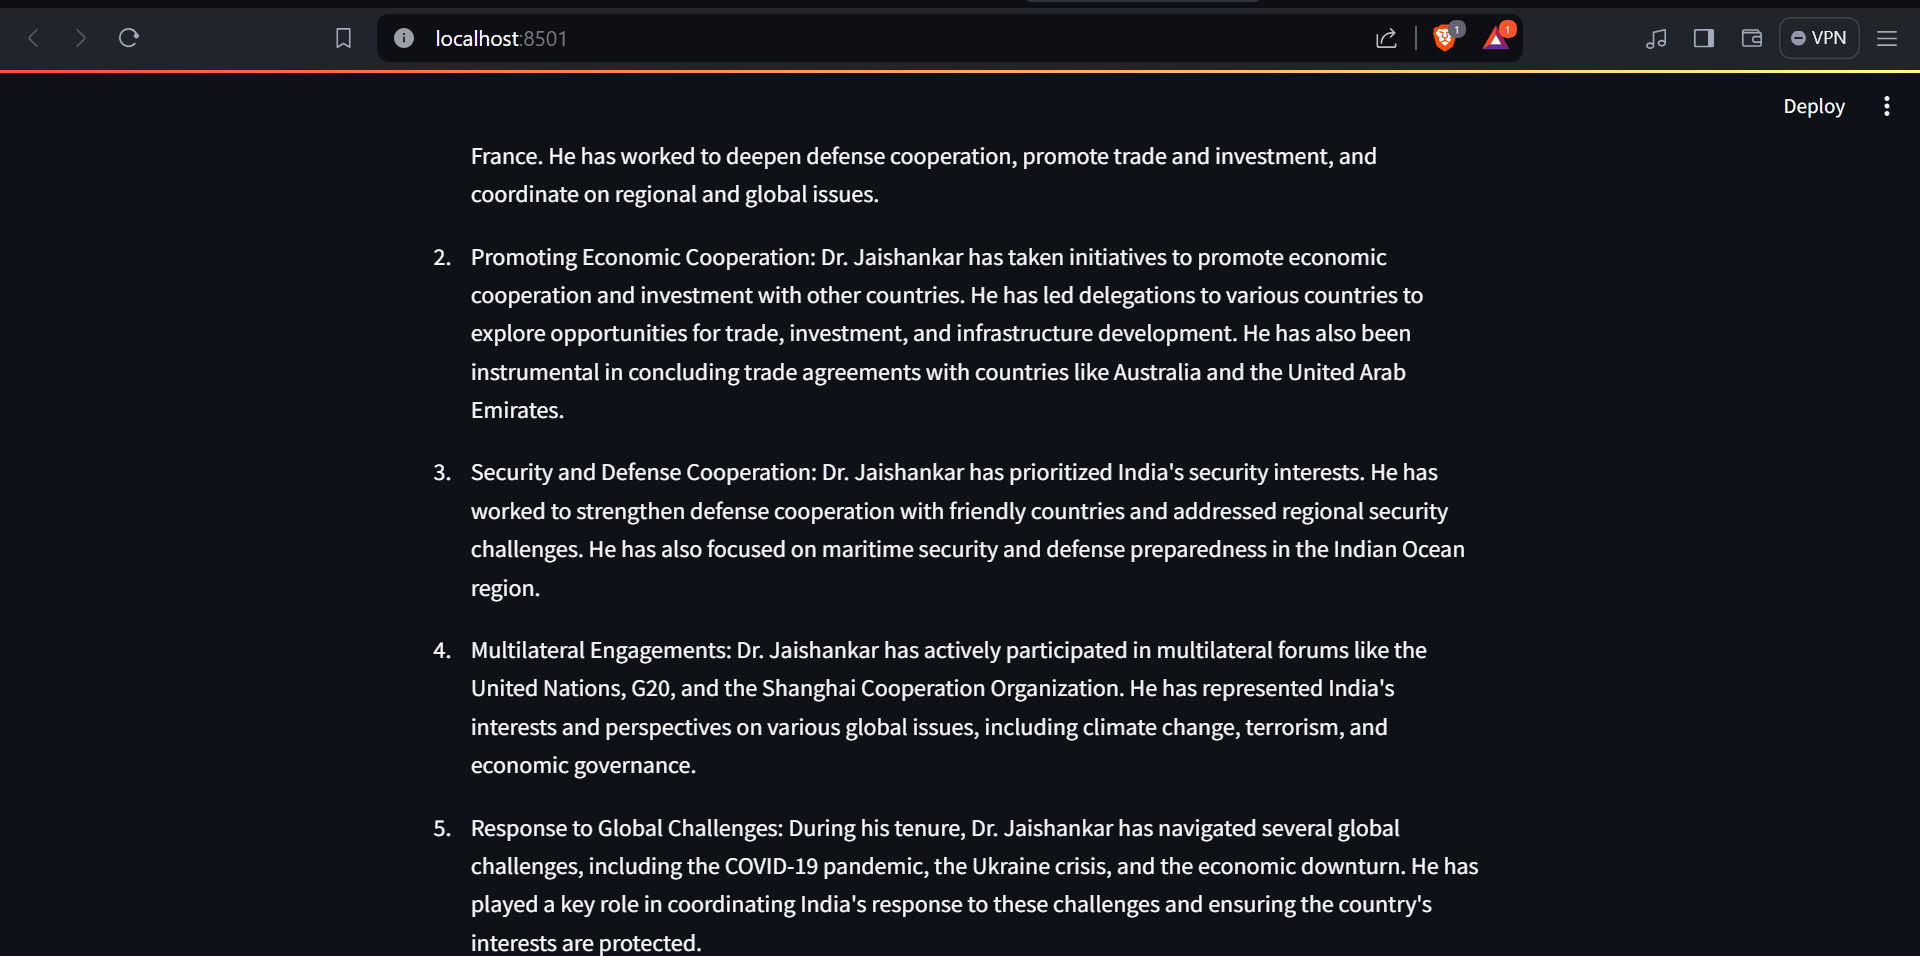 localhost:8501
1
1
VPN
Deploy
France. He has worked to deepen defense cooperation, promote trade and investment, and
coordinate on regional and global issues.
2. Promoting Economic Cooperation: Dr. Jaishankar has taken initiatives to promote economic
cooperation and investment with other countries. He has led delegations to various countries to
explore opportunities for trade, investment, and infrastructure development. He has also been
instrumental in concluding trade agreements with countries like Australia and the United Arab
Emirates.
3. Security and Defense Cooperation: Dr. Jaishankar has prioritized India's security interests. He has
worked to strengthen defense cooperation with friendly countries and addressed regional security
challenges. He has also focused on maritime security and defense preparedness in the Indian Ocean
region.
4. Multilateral Engagements: Dr. Jaishankar has actively participated in multilateral forums like the
United Nations, G20, and the Shanghai Cooperation Organization. He has represented India's
interests and perspectives on various global issues, including climate change, terrorism, and
economic governance.
5. Response to Global Challenges: During his tenure, Dr. Jaishankar has navigated several global
challenges, including the COVID-19 pandemic, the Ukraine crisis, and the economic downturn. He has
played a key role in coordinating India's response to these challenges and ensuring the country's
interests are protected.